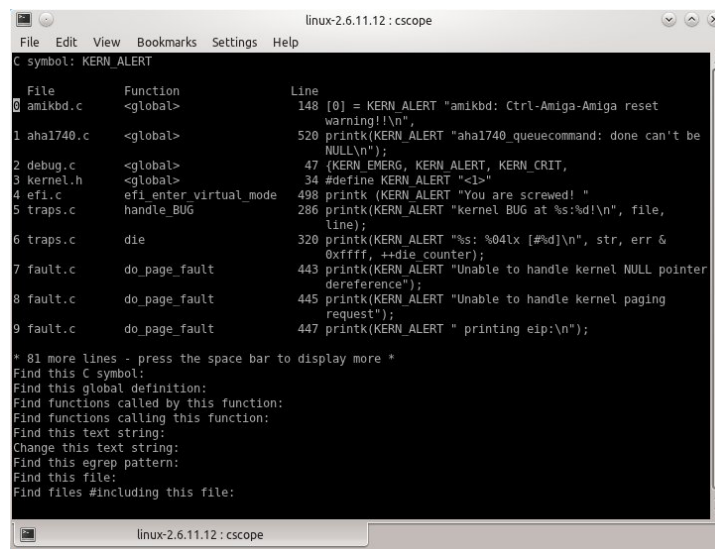 linux-2.6.11.12 : cscope
File Edit View Bookmarks Settings Help
C symbol: KERN_ALERT
File Function Line
0 amikbd.c <global> 148 [0] = KERN_ALERT "amikbd: Ctrl-Amiga-Amiga reset
warning!!\n",
1 aha1740.c <global> 520 printk(KERN_ALERT "aha1740_queuecommand: done can't be
NULL\n");
2 debug.c <global> 47 {KERN_EMERG, KERN_ALERT, KERN_CRIT,
3 kernel.h <global> 34 #define KERN_ALERT "<1>"
4 efi.c efi_enter_virtual_mode 498 printk (KERN_ALERT "You are screwed! "
5 traps.c handle_BUG 286 printk(KERN_ALERT "kernel BUG at %s:%d!\n", file,
line);
6 traps.c die 320 printk(KERN_ALERT "%s: %04lx [#%d]\n", str, err &
0xffff, ++die_counter);
7 fault.c do_page_fault 443 printk(KERN_ALERT "Unable to handle kernel NULL pointer
dereference");
8 fault.c do_page_fault 445 printk(KERN_ALERT "Unable to handle kernel paging
request");
9 fault.c do_page_fault 447 printk(KERN_ALERT " printing eip:\n");
* 81 more lines - press the space bar to display more *
Find this C symbol:
Find this global definition:
Find functions called by this function:
Find functions calling this function:
Find this text string:
Change this text string:
Find this egrep pattern:
Find this file:
Find files #including this file:
linux-2.6.11.12 : cscope